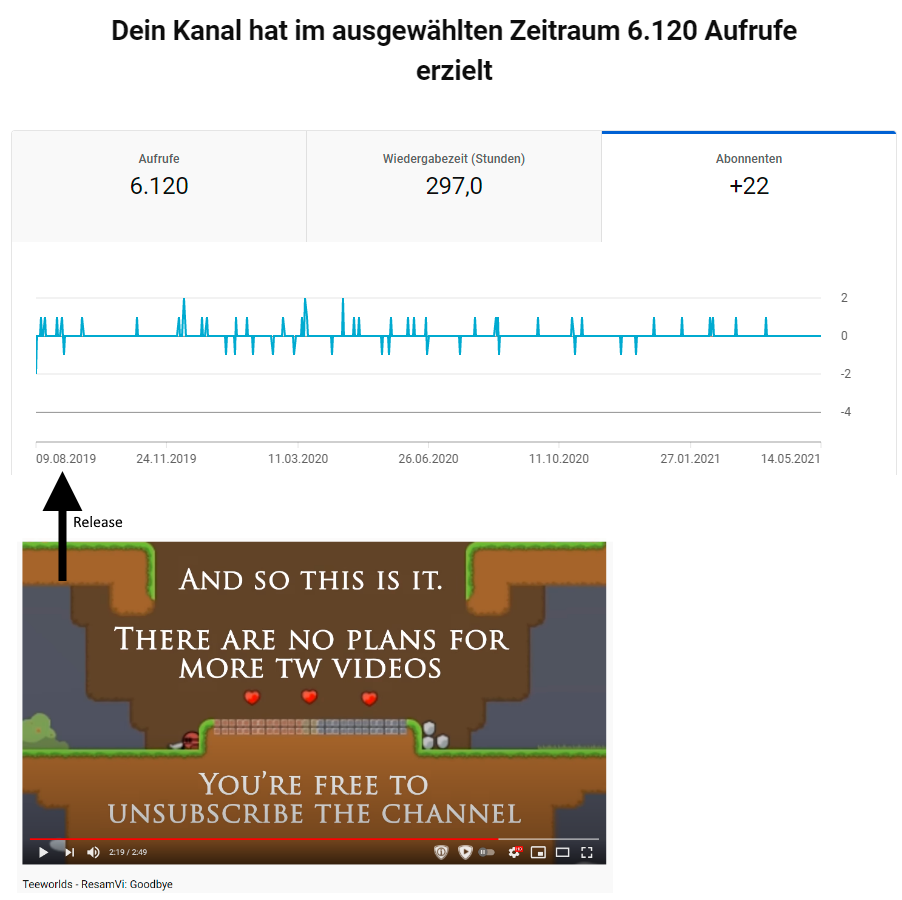 Dein Kanal hat im ausgewählten Zeitraum 6.120 Aufrufe
erzielt
Aufrufe
6.120
Wiedergabezeit (Stunden)
297,0
Abonnenten
+22
2
0
-2
-4
09.08.2019 24.11.2019 11.03.2020 26.06.2020 11.10.2020 27.01.2021 14.05.2021
Release
And so this is it.
There are no plans for
more TW videos
You're free to
unsubscribe the channel
2:19 / 2:49
HD
Teeworlds - ResamVi: Goodbye